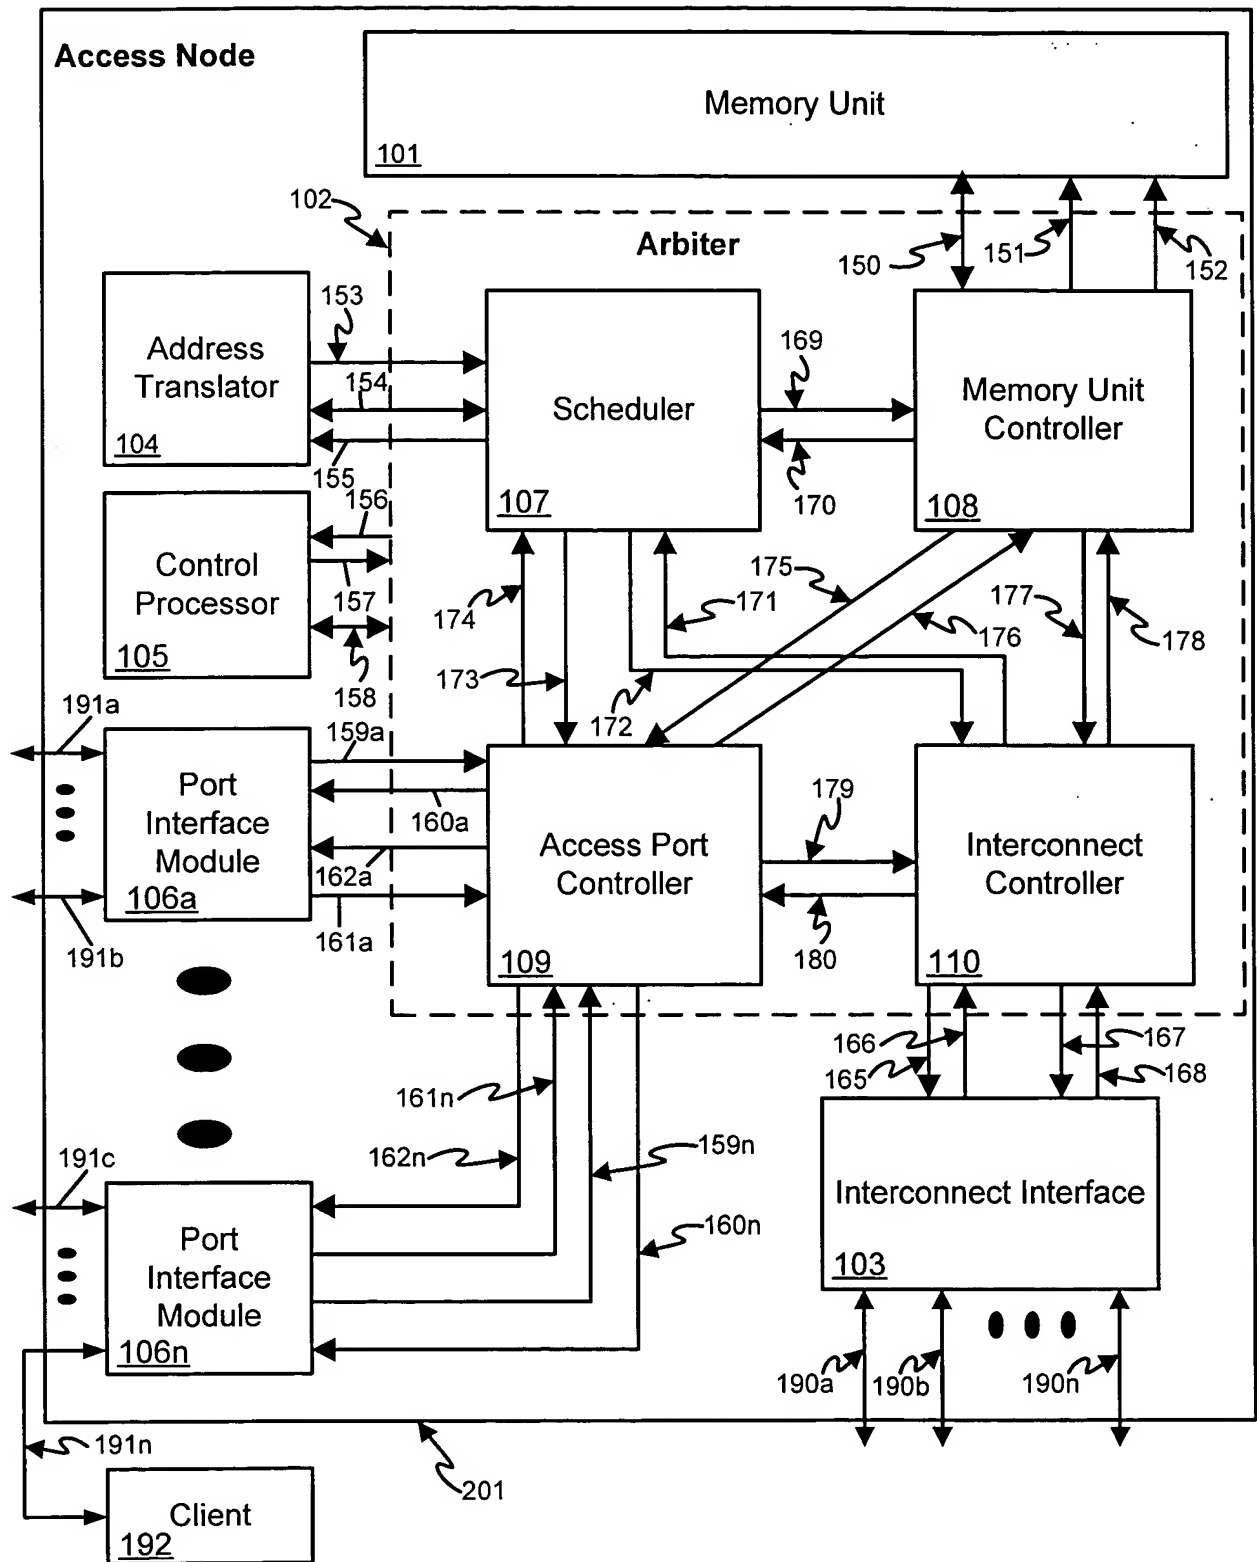 Access Node
Memory Unit
101
102
Arbiter
150
151
152
153
Address
Translator
154
104
155
Scheduler
107
169
170
Memory Unit
Controller
108
156
Control
Processor
157
105
158
174
173
175
171
172
176
177
178
191a
159a
Port
Interface
Module
160a
162a
106a
161a
191b
Access Port
Controller
109
179
180
Interconnect
Controller
110
166
165
167
168
161n
162n
159n
160n
191c
Port
Interface
Module
106n
Interconnect Interface
103
190a
190b
190n
191n
201
Client
192